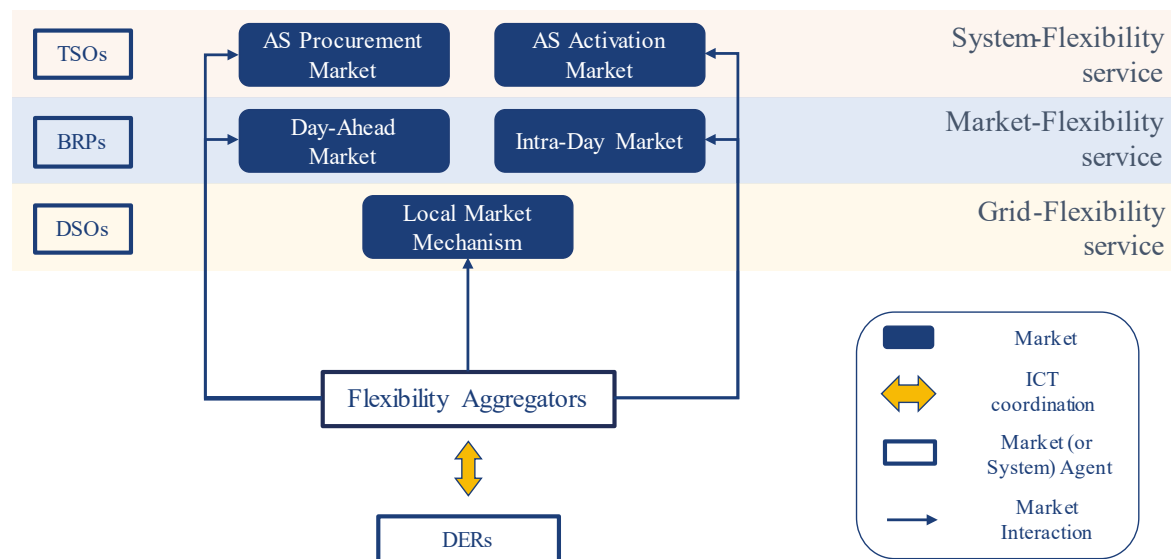 TSOs
AS Procurement
Market
AS Activation
Market
System-Flexibility
service
BRPs
Day-Ahead
Market
Intra-Day Market
Market-Flexibility
service
DSOs
Local Market
Mechanism
Grid-Flexibility
service
Flexibility Aggregators
DERs
Market
ICT
coordination
Market (or
System) Agent
Market
Interaction